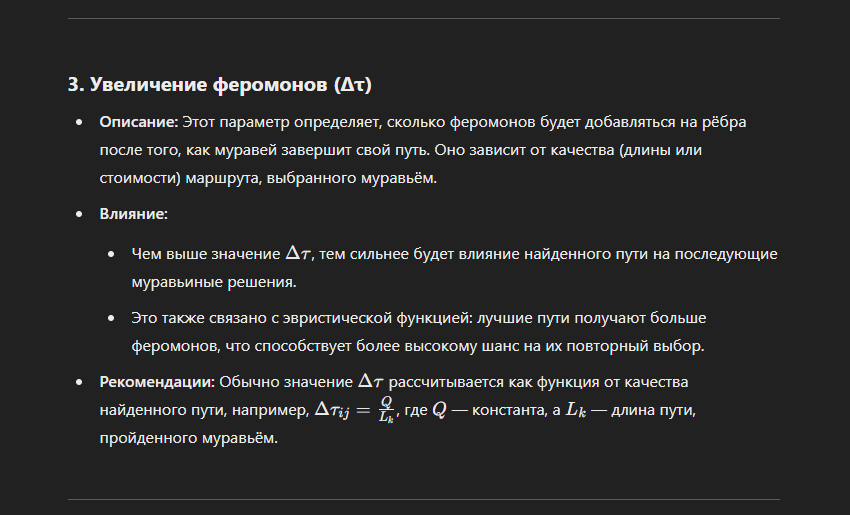 3. Увеличение феромонов (Δτ)
• Описание: Этот параметр определяет, сколько феромонов будет добавляться на рёбра
после того, как муравей завершит свой путь. Оно зависит от качества (длины или
стоимости) маршрута, выбранного муравьём.
• Влияние:
• Чем выше значение Δτ, тем сильнее будет влияние найденного пути на последующие
муравьиные решения.
• Это также связано с эвристической функцией: лучшие пути получают больше
феромонов, что способствует более высокому шанс на их повторный выбор.
• Рекомендации: Обычно значение Δτ рассчитывается как функция от качества
найденного пути, например, Δτ_{ij} = \frac{Q}{L_k}, где Q — константа, а L_k — длина пути,
пройденного муравьём.